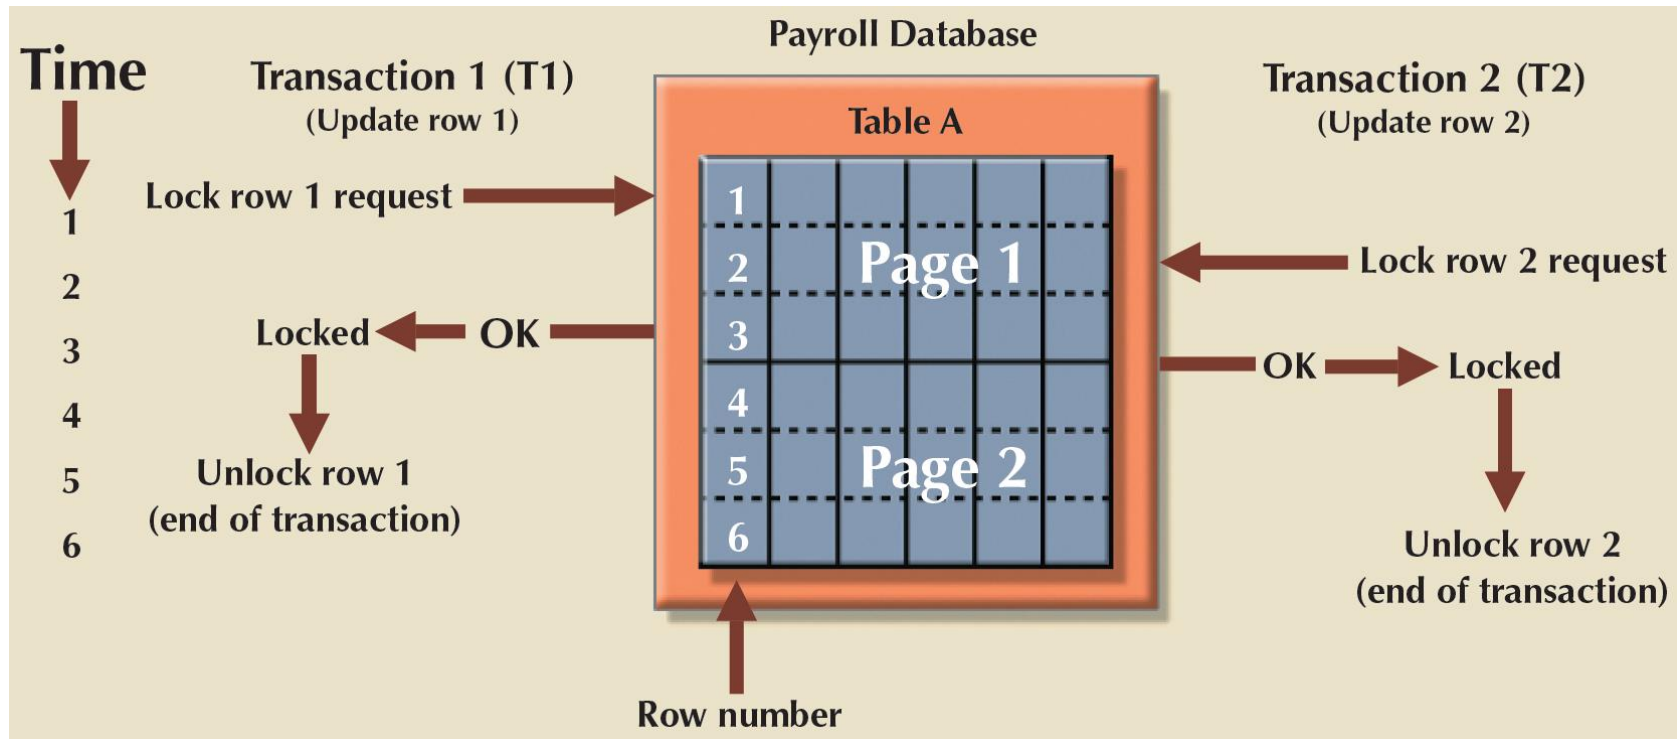 Payroll Database
Time
Transaction 1 (T1)
(Update row 1)
Table A
Transaction 2 (T2)
(Update row 2)
Lock row 1 request
1
2
3
4
5
6
1
2
3
4
5
6
Page 1
Page 2
Lock row 2 request
Locked
OK
OK
Locked
Unlock row 1
(end of transaction)
Unlock row 2
(end of transaction)
Row number